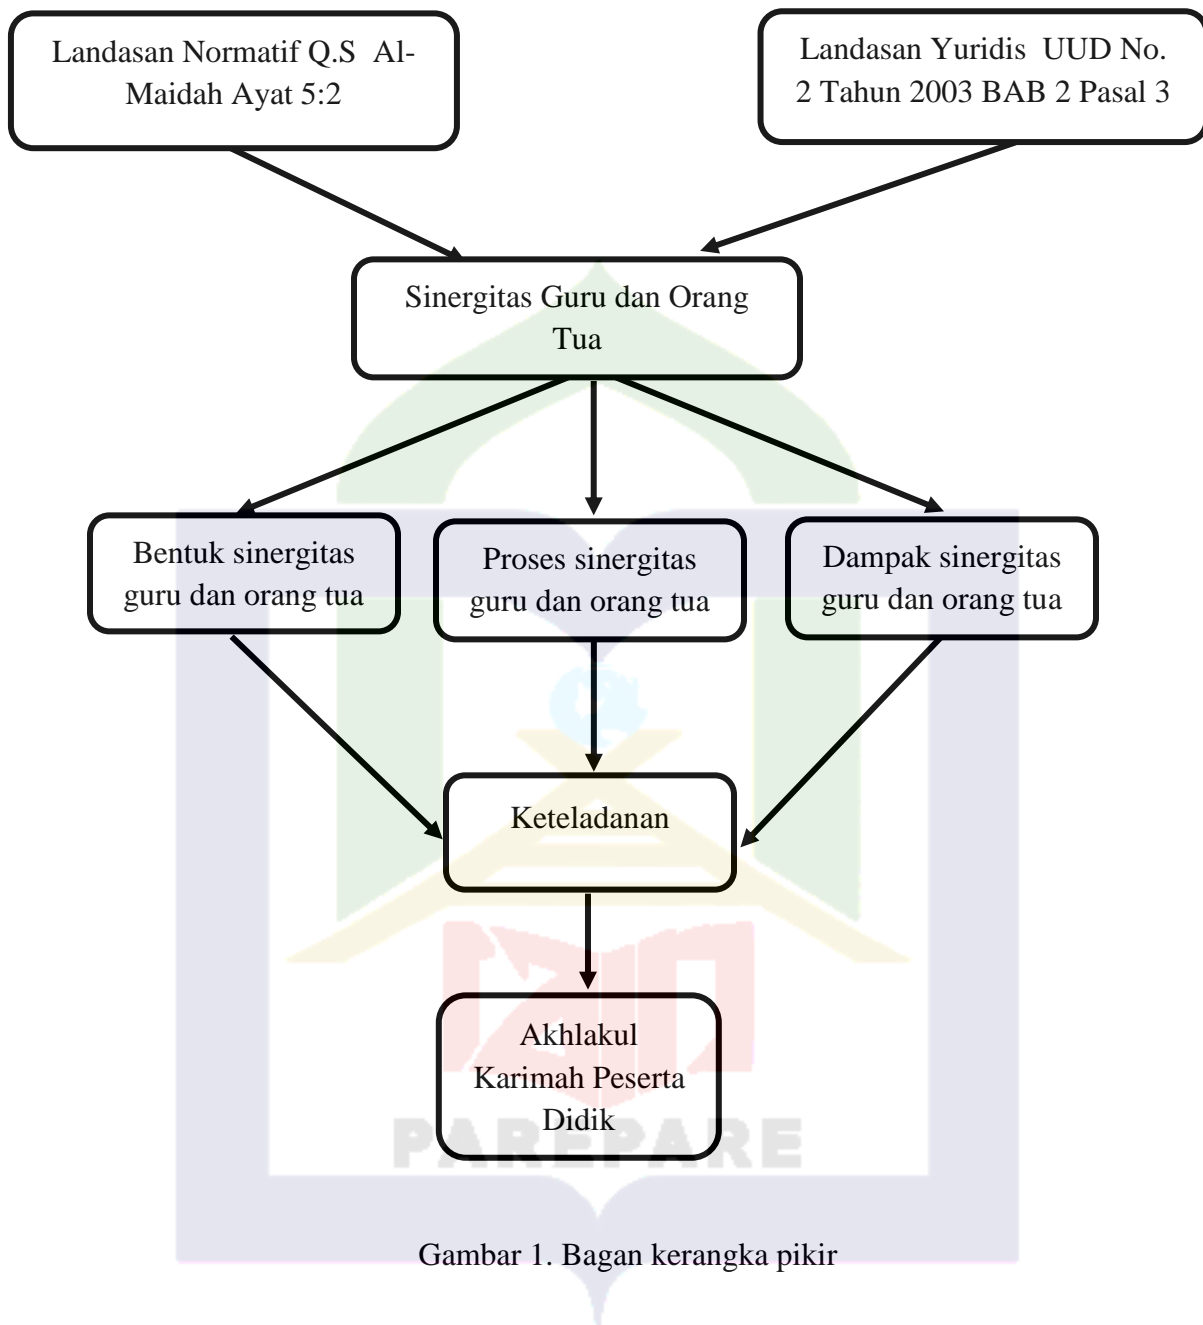 Landasan Normatif Q.S  Al-
Maidah Ayat 5:2
Landasan Yuridis  UUD No.
2 Tahun 2003 BAB 2 Pasal 3
Sinergitas Guru dan Orang
Tua
Bentuk sinergitas
guru dan orang tua
Proses sinergitas
guru dan orang tua
Dampak sinergitas
guru dan orang tua
Keteladanan
Akhlakul
Karimah Peserta
Didik
PAREPARE
Gambar 1. Bagan kerangka pikir